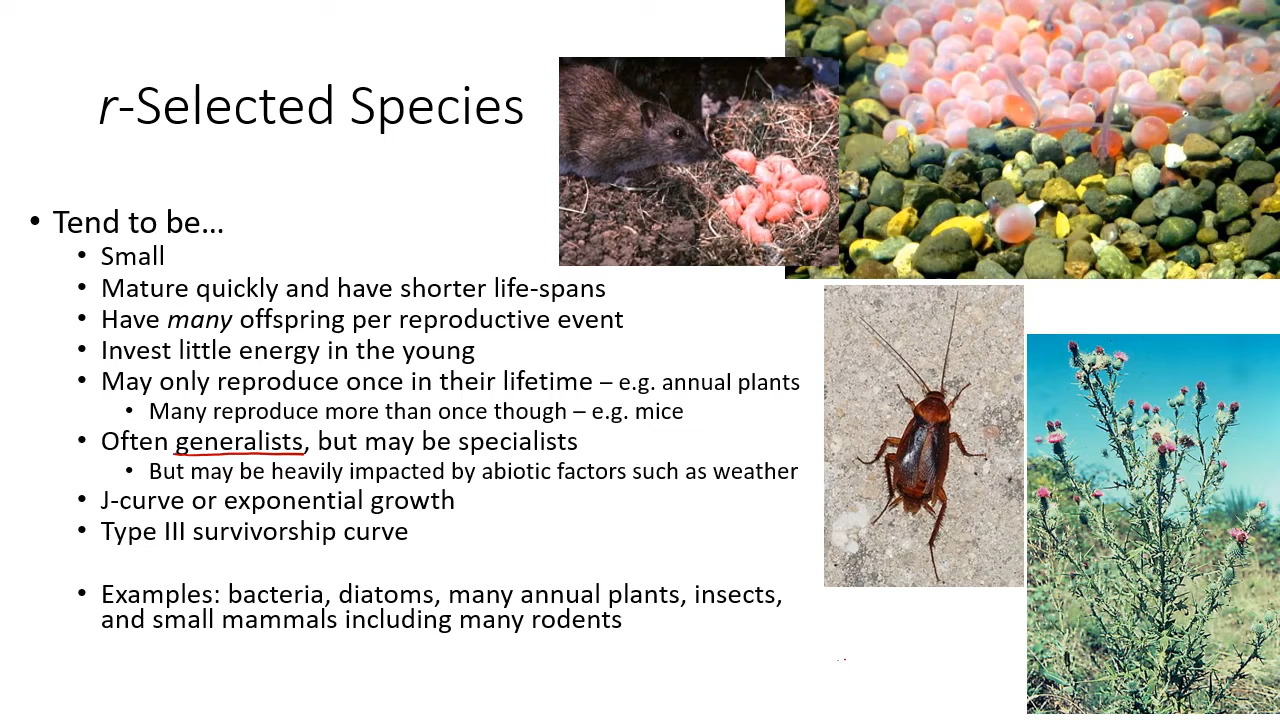 r-Selected Species
• Tend to be…
• Small
• Mature quickly and have shorter life-spans
• Have many offspring per reproductive event
• Invest little energy in the young
• May only reproduce once in their lifetime – e.g. annual plants
• Many reproduce more than once though – e.g. mice
• Often generalists, but may be specialists
• But may be heavily impacted by abiotic factors such as weather
• J-curve or exponential growth
• Type III survivorship curve
• Examples: bacteria, diatoms, many annual plants, insects,
and small mammals including many rodents